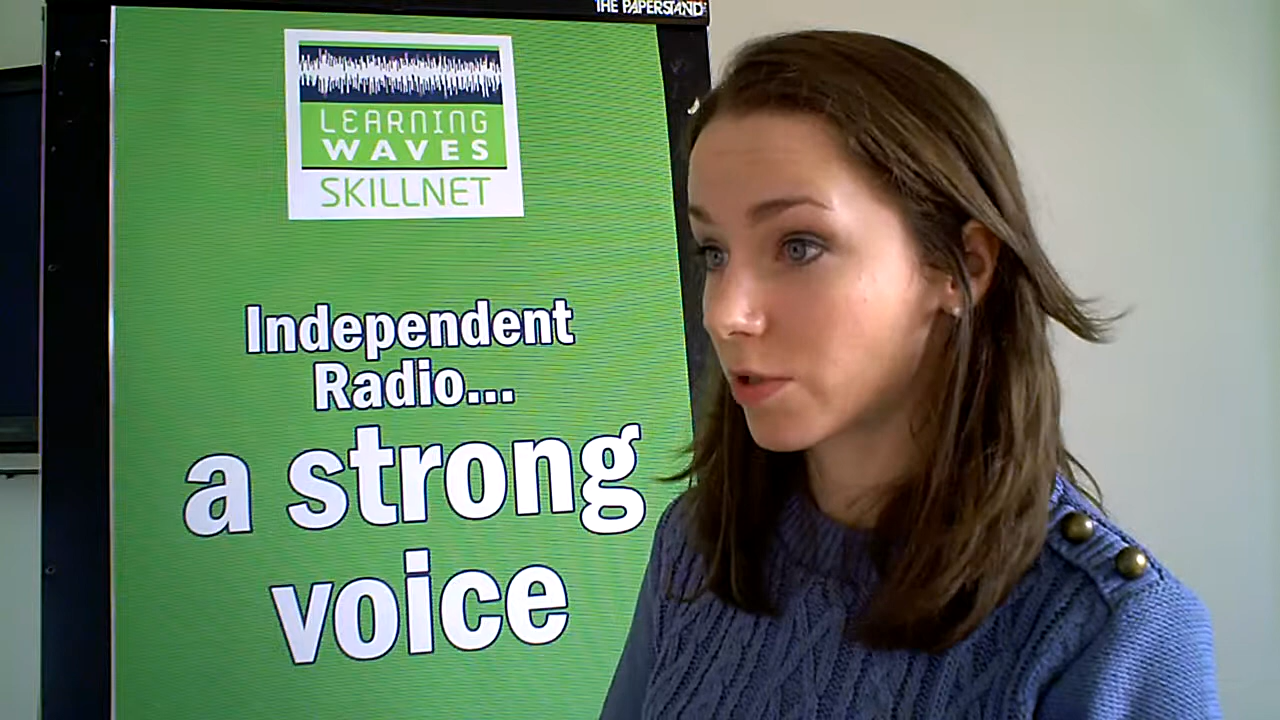 THE PAPERSTAND
LEARNING
WAVES
SKILLNET
Independent
Radio...
a strong
voice